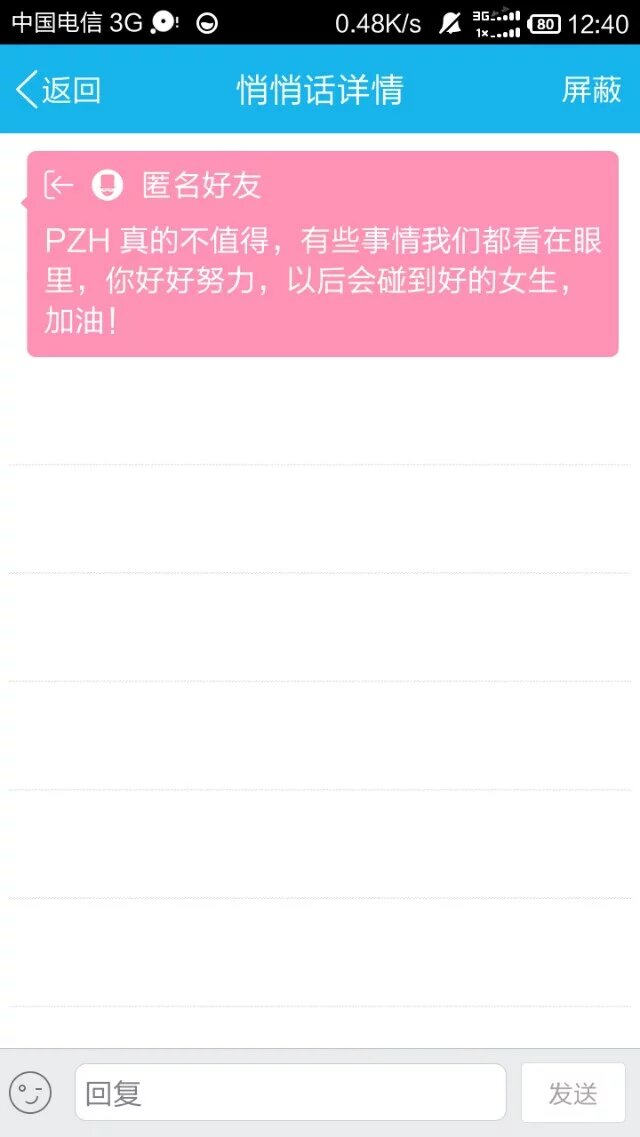 中国电信 3G 0.48K/s 3G 1x 80 12:40
返回 悄悄话详情 屏蔽
匿名好友
PZH 真的不值得，有些事情我们都看在眼
里，你好好努力，以后会碰到好的女生，
加油！
回复 发送